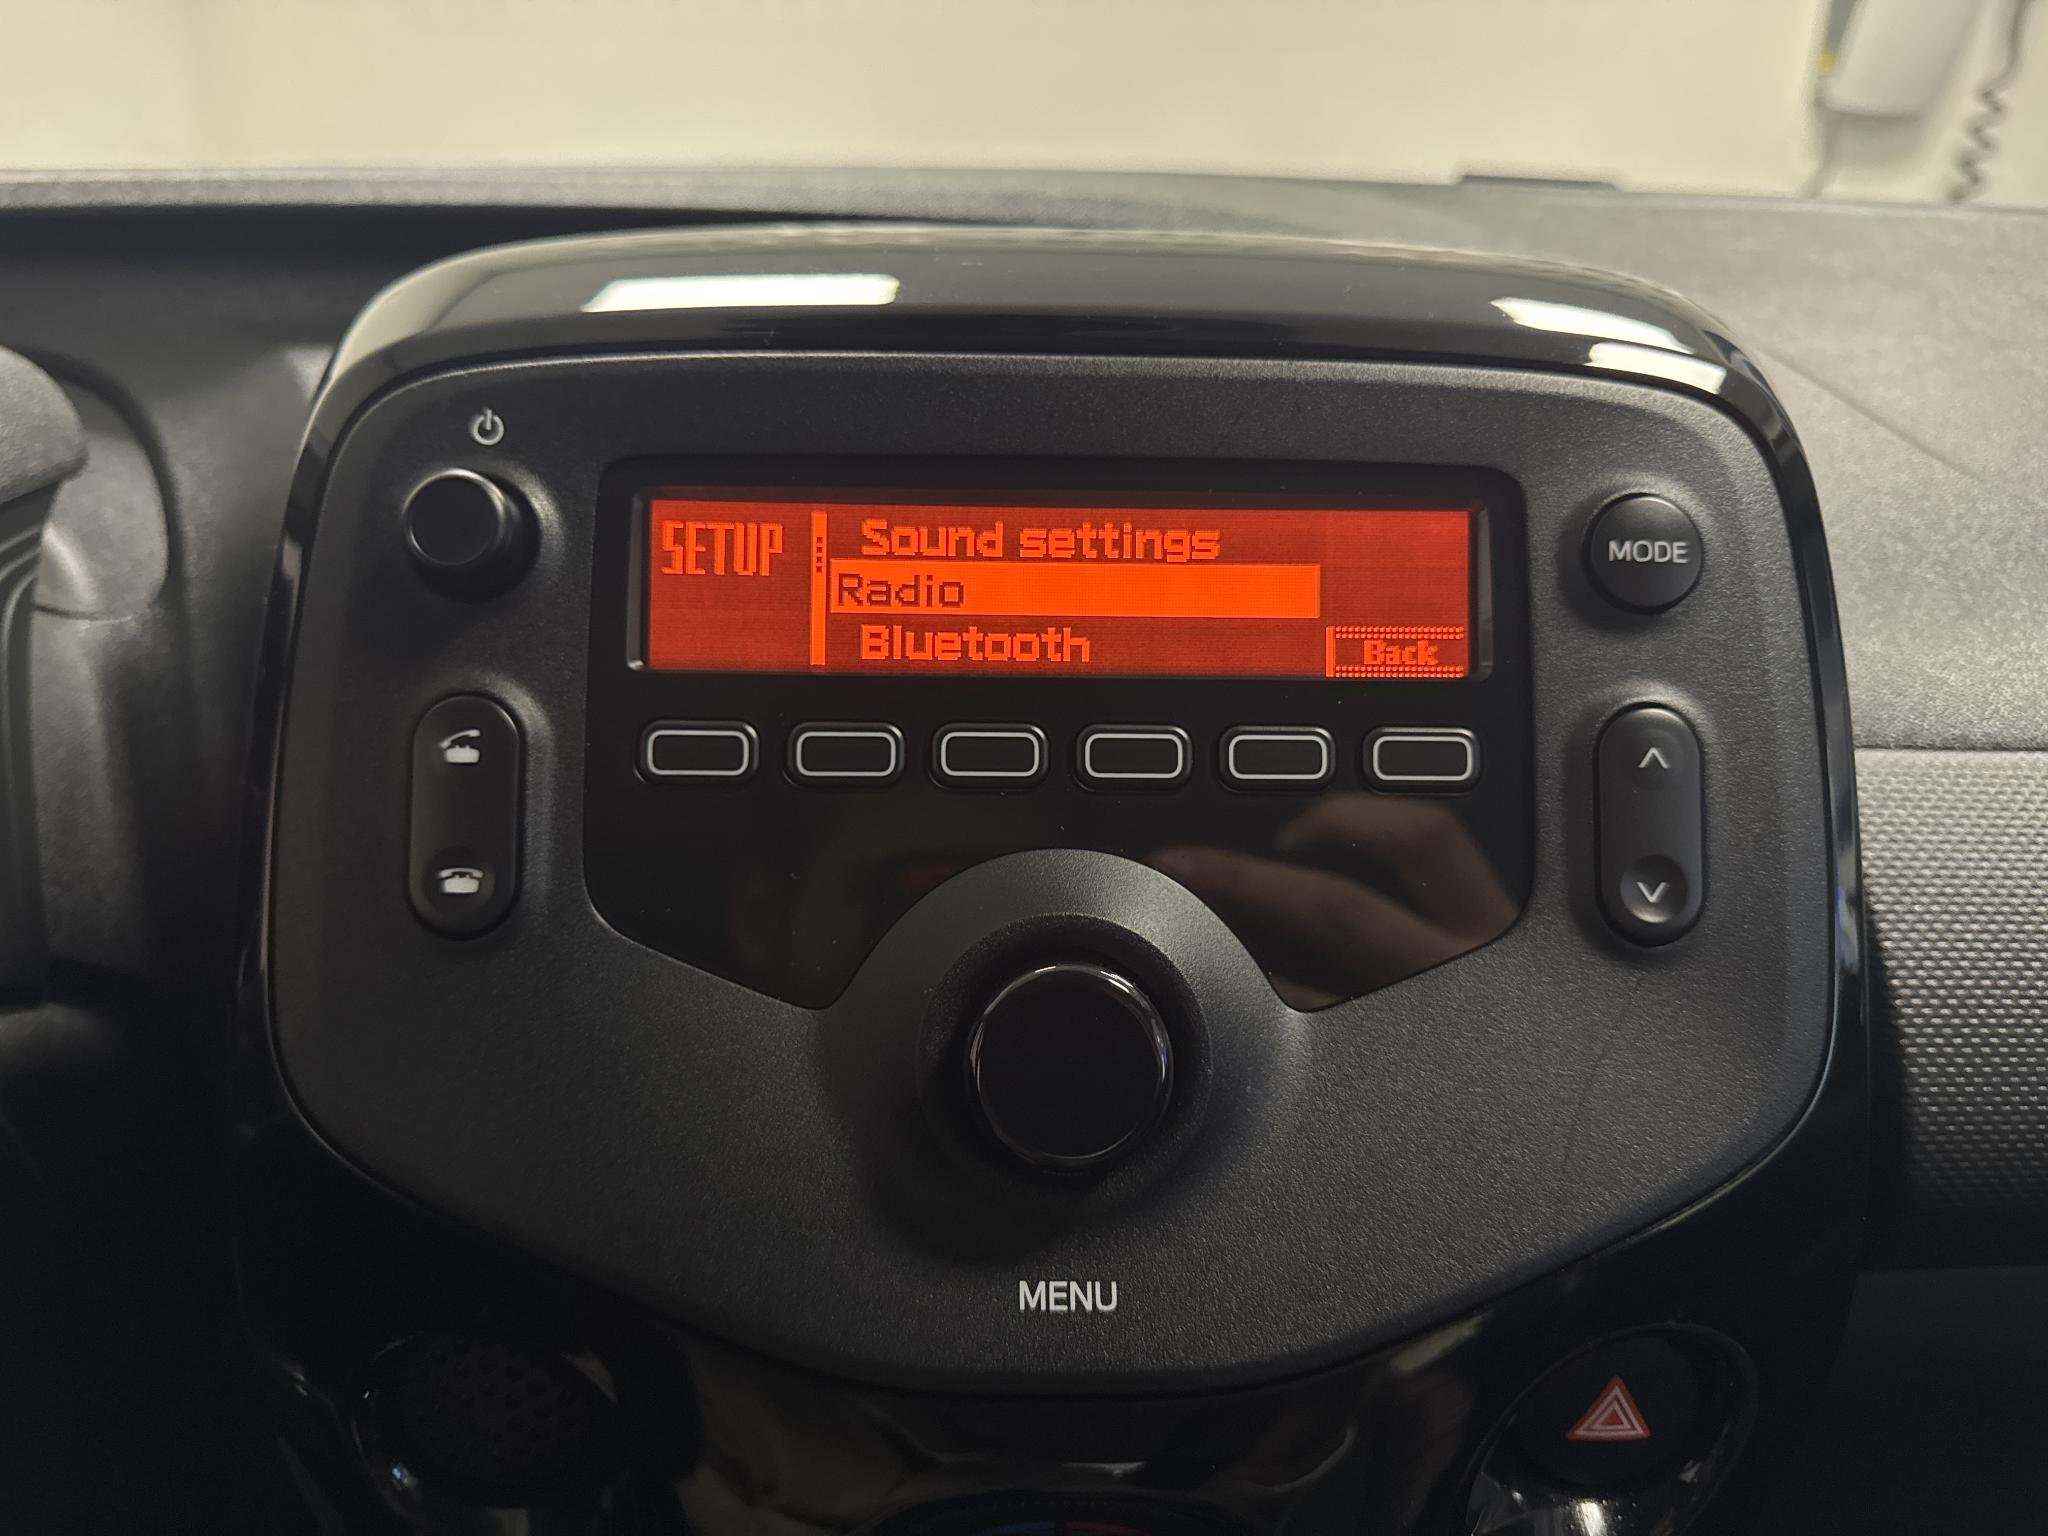 SETUP
Sound settings
Radio
Bluetooth
Back
MODE
MENU